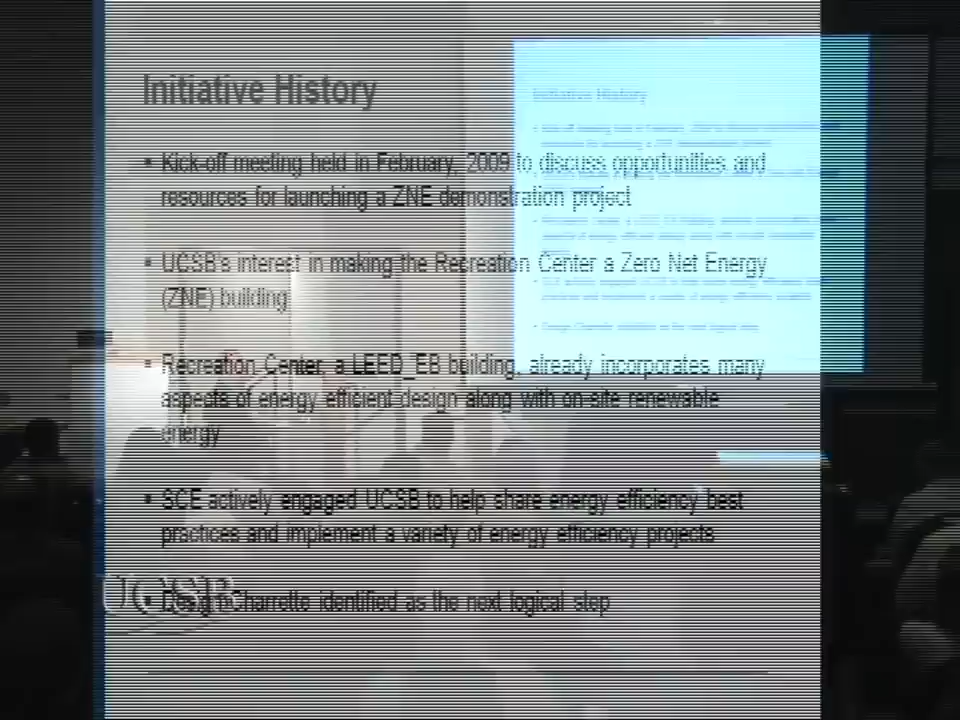 Initiative History
▪ Kick-off meeting held in February, 2009 to discuss opportunities and
resources for launching a ZNE demonstration project
▪ UCSB's interest in making the Recreation Center a Zero Net Energy
(ZNE) building
▪ Recreation Center, a LEED_EB building, already incorporates many
aspects of energy efficient design along with on-site renewable
energy
▪ SCE actively engaged UCSB to help share energy efficiency best
practices and implement a variety of energy efficiency projects
▪ Design Charrette identified as the next logical step
UCSB
Initiative History